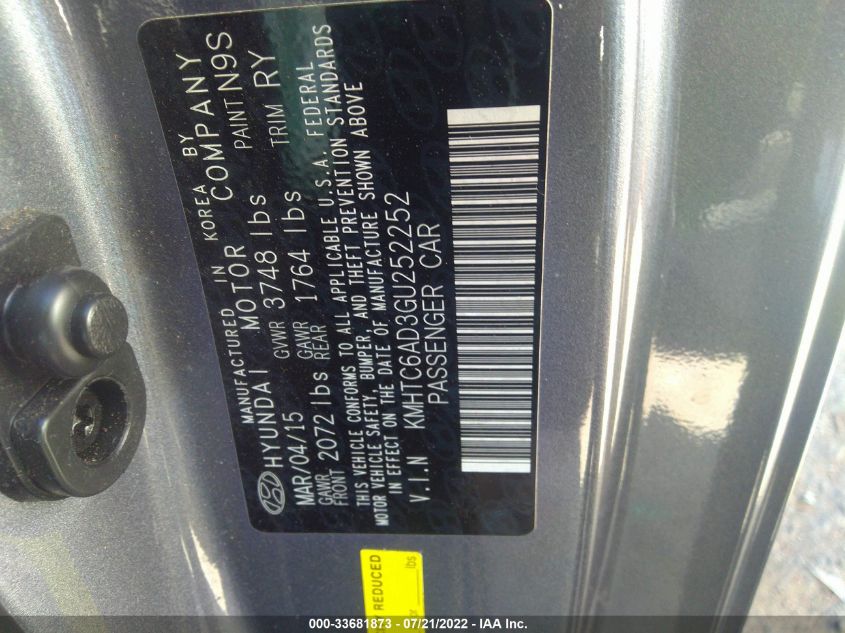 MANUFACTURED IN KOREA BY
HYUNDAI MOTOR COMPANY
MAR/04/15 GVWR 3748 lbs PAINT N9S
GAWR FRONT 2072 lbs GAWR REAR 1764 lbs TRIM RY
THIS VEHICLE CONFORMS TO ALL APPLICABLE U.S.A. FEDERAL
MOTOR VEHICLE SAFETY, BUMPER, AND THEFT PREVENTION STANDARDS
IN EFFECT ON THE DATE OF MANUFACTURE SHOWN ABOVE
V.I.N KMHTC6AD3GU252252
PASSENGER CAR
REDUCED
lbs
000-33681873 - 07/21/2022 - IAA Inc.